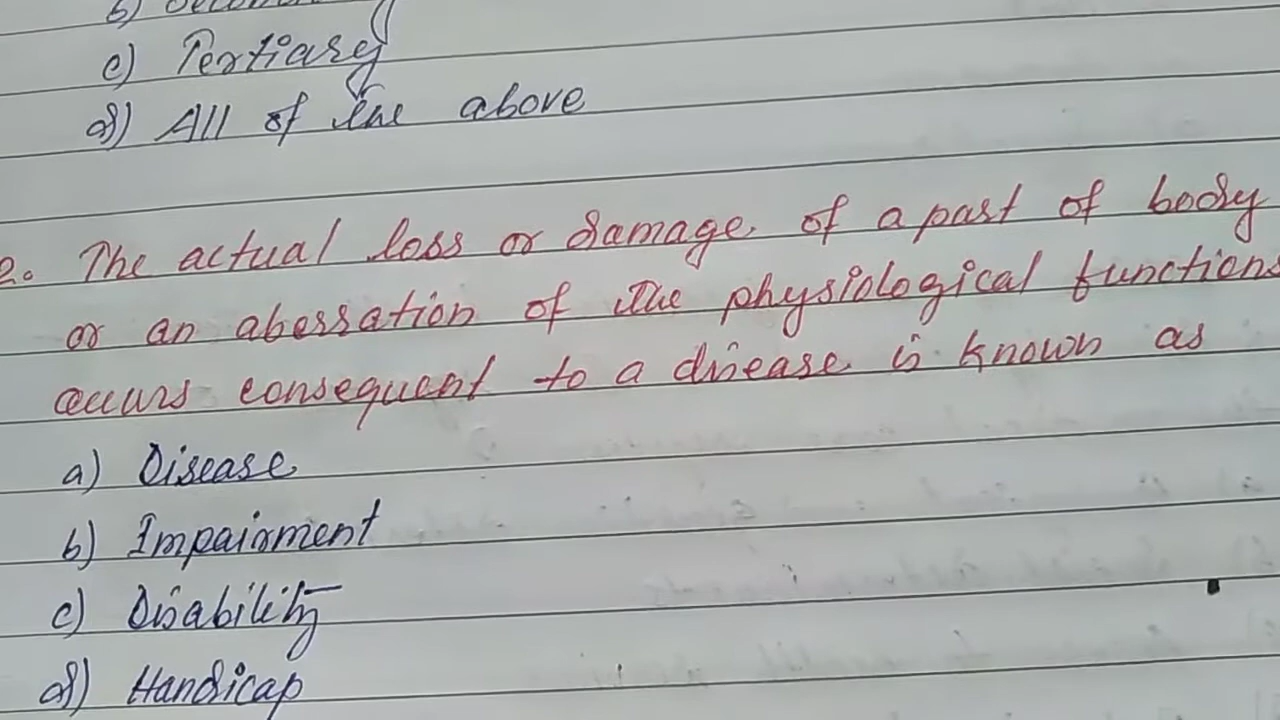 b)
c) Tertiary
d) All of the above
2. The actual loss or damage of a part of body
or an aberration of the physiological functions
occurs consequent to a disease is known as
a) Disease
b) Impairment
c) Disability
d) Handicap